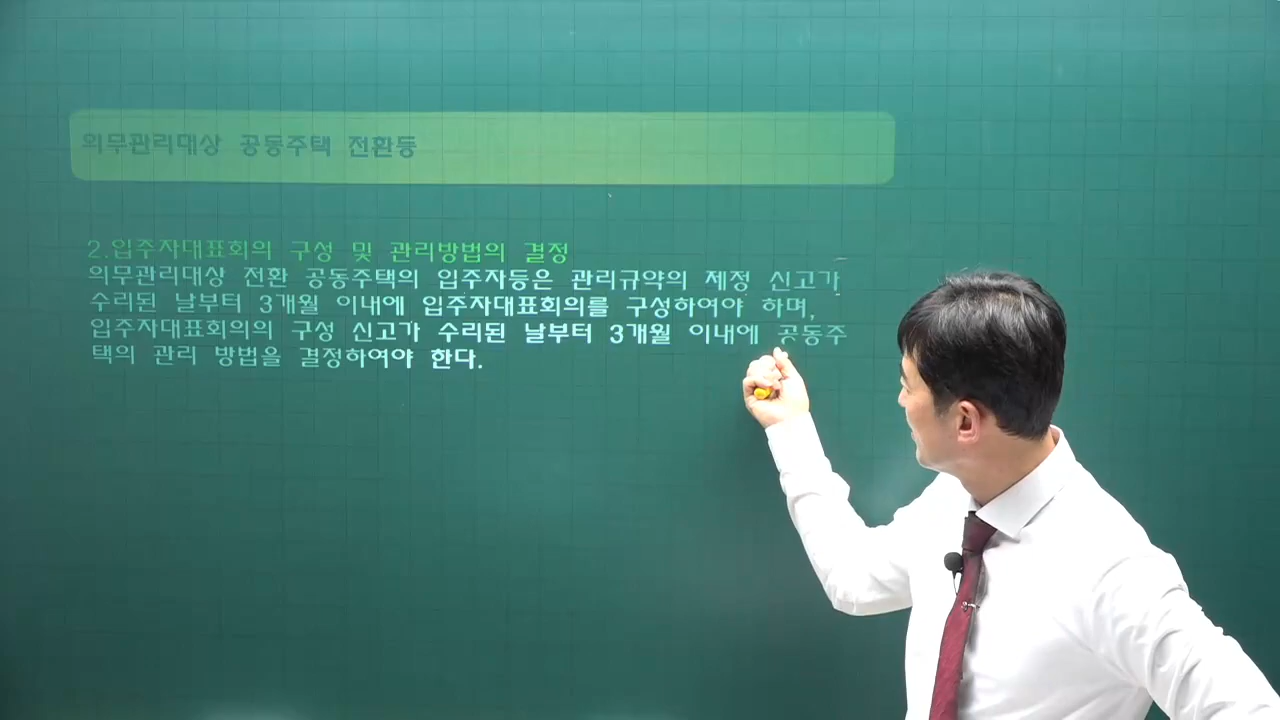 의무관리대상 공동주택 전환등
2.입주자대표회의 구성 및 관리방법의 결정
의무관리대상 전환 공동주택의 입주자등은 관리규약의 제정 신고가
수리된 날부터 3개월 이내에 입주자대표회의를 구성하여야 하며,
입주자대표회의의 구성 신고가 수리된 날부터 3개월 이내에 공동주
택의 관리 방법을 결정하여야 한다.